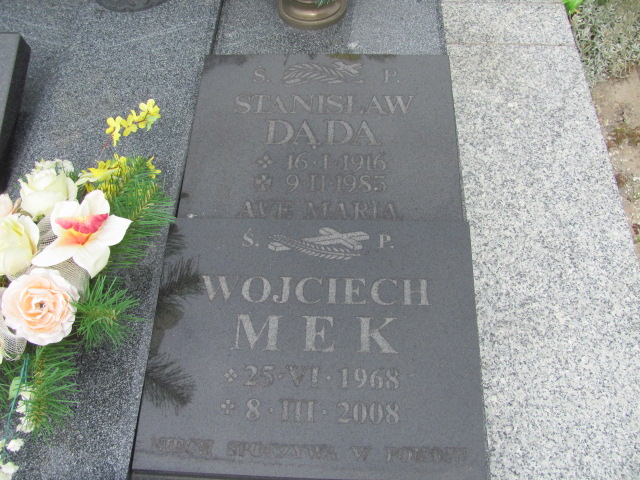 Ś. P.
STANISŁAW
DĄDA
16·I·1916
9·II·1983
AVE MARIA
Ś. P.
WOJCIECH
MEK
25·VI·1968
8·III·2008
NIECH SPOCZYWA W POKOJU